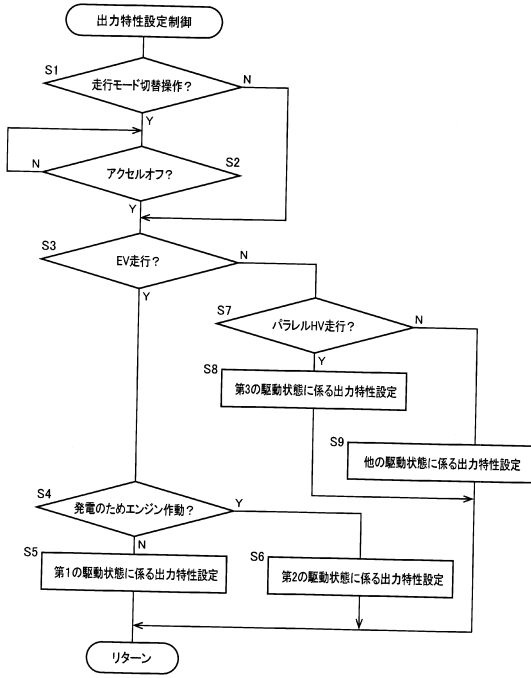 出力特性設定制御
S1
走行モード切替操作？
N
Y
N
S2
アクセルオフ？
Y
S3
EV走行？
N
Y
S7
パラレルHV走行？
N
Y
S8
第3の駆動状態に係る出力特性設定
S9
他の駆動状態に係る出力特性設定
S4
発電のためエンジン作動？
Y
N
S5
第1の駆動状態に係る出力特性設定
S6
第2の駆動状態に係る出力特性設定
リターン